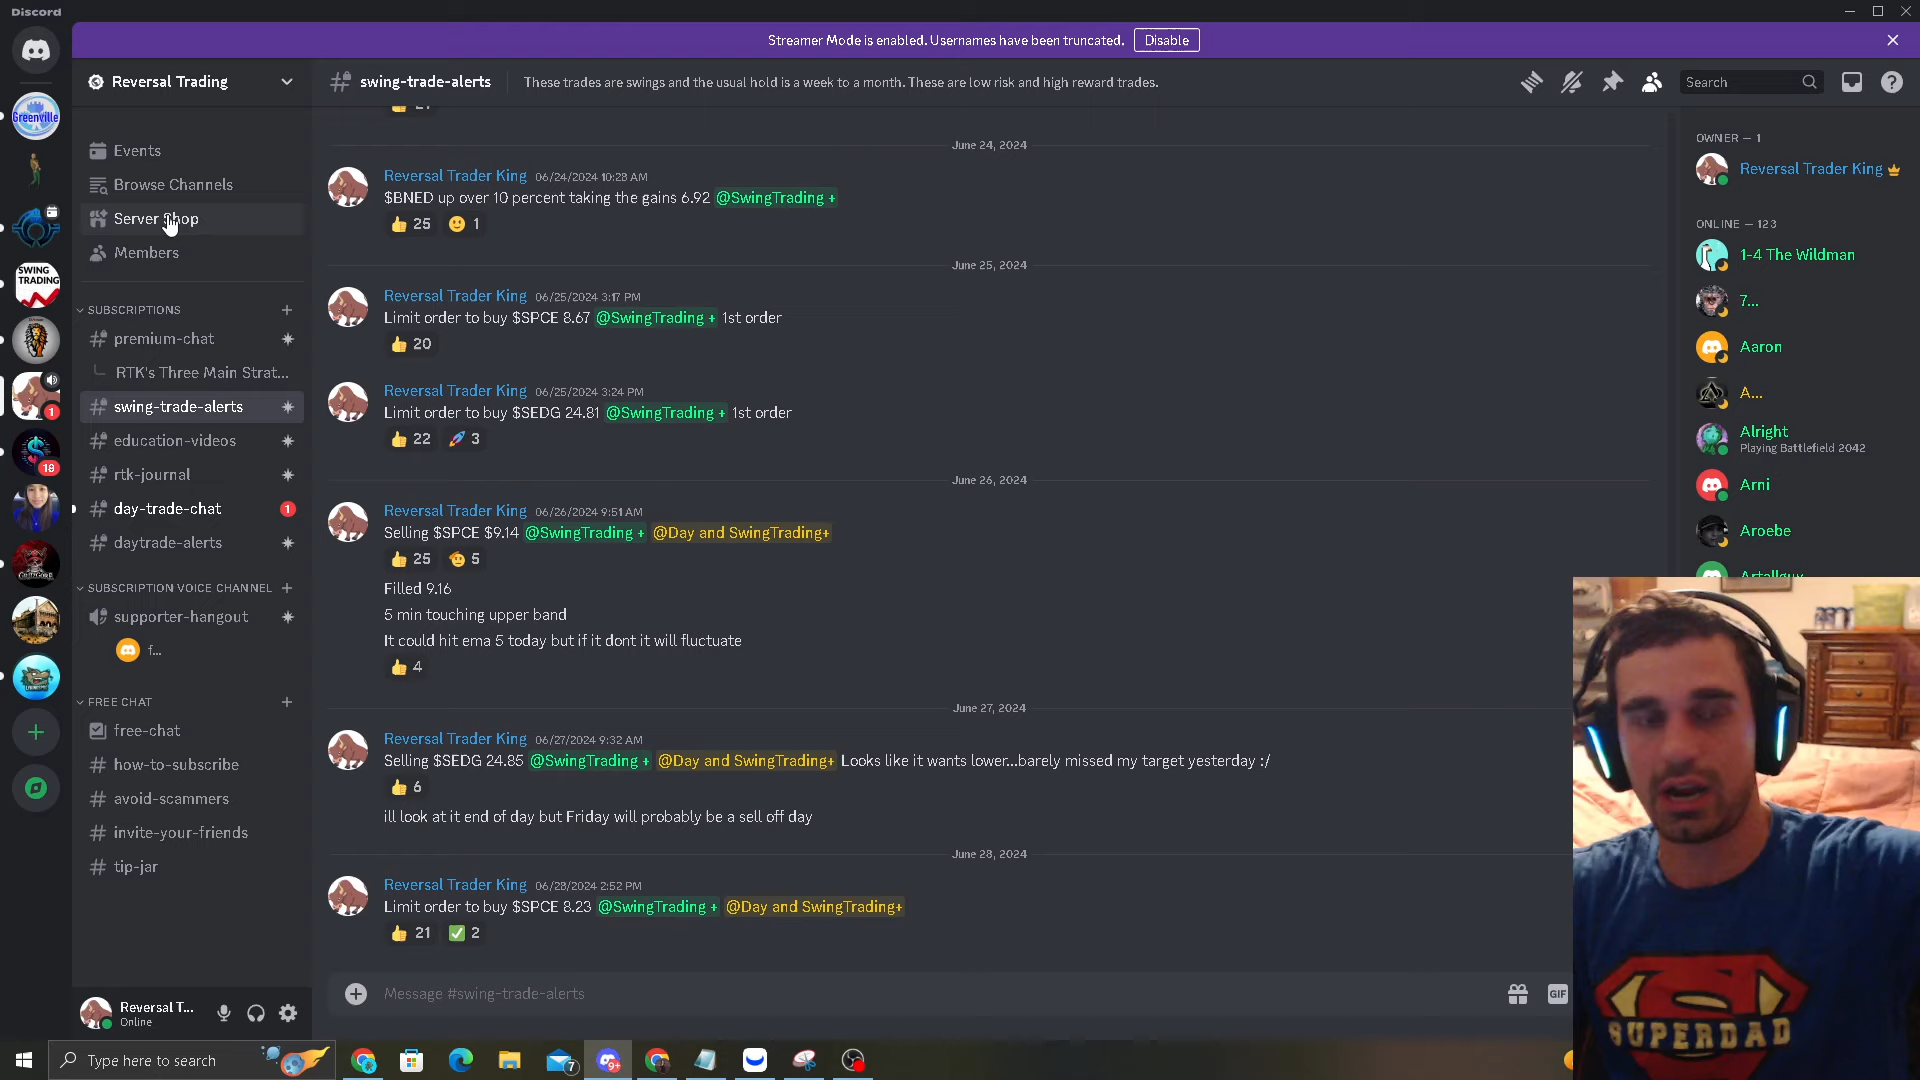 Discord
Streamer Mode is enabled. Usernames have been truncated. Disable
Reversal Trading
swing-trade-alerts
These trades are swings and the usual hold is a week to a month. These are low risk and high reward trades.
Search
Greenville
SWING
TRADING
1
18
Events
Browse Channels
Server Shop
Members
SUBSCRIPTIONS
premium-chat
RTK's Three Main Strat...
swing-trade-alerts
education-videos
rtk-journal
day-trade-chat
1
daytrade-alerts
SUBSCRIPTION VOICE CHANNEL
supporter-hangout
f...
FREE CHAT
free-chat
how-to-subscribe
avoid-scammers
invite-your-friends
tip-jar
Reversal T...
Online
June 24, 2024
Reversal Trader King 06/24/2024 10:28 AM
$BNED up over 10 percent taking the gains 6.92 @SwingTrading +
25 1
June 25, 2024
Reversal Trader King 06/25/2024 3:17 PM
Limit order to buy $SPCE 8.67 @SwingTrading + 1st order
20
Reversal Trader King 06/25/2024 3:24 PM
Limit order to buy $SEDG 24.81 @SwingTrading + 1st order
22 3
June 26, 2024
Reversal Trader King 06/26/2024 9:51 AM
Selling $SPCE $9.14 @SwingTrading + @Day and SwingTrading+
25 5
Filled 9.16
5 min touching upper band
It could hit ema 5 today but if it dont it will fluctuate
4
June 27, 2024
Reversal Trader King 06/27/2024 9:32 AM
Selling $SEDG 24.85 @SwingTrading + @Day and SwingTrading+ Looks like it wants lower...barely missed my target yesterday :/
6
ill look at it end of day but Friday will probably be a sell off day
June 28, 2024
Reversal Trader King 06/28/2024 2:52 PM
Limit order to buy $SPCE 8.23 @SwingTrading + @Day and SwingTrading+
21 2
Message #swing-trade-alerts
GIF
OWNER — 1
Reversal Trader King
ONLINE — 123
1-4 The Wildman
7...
Aaron
A...
Alright
Playing Battlefield 2042
Arni
Aroebe
SUPERDAD
Type here to search
7
9+